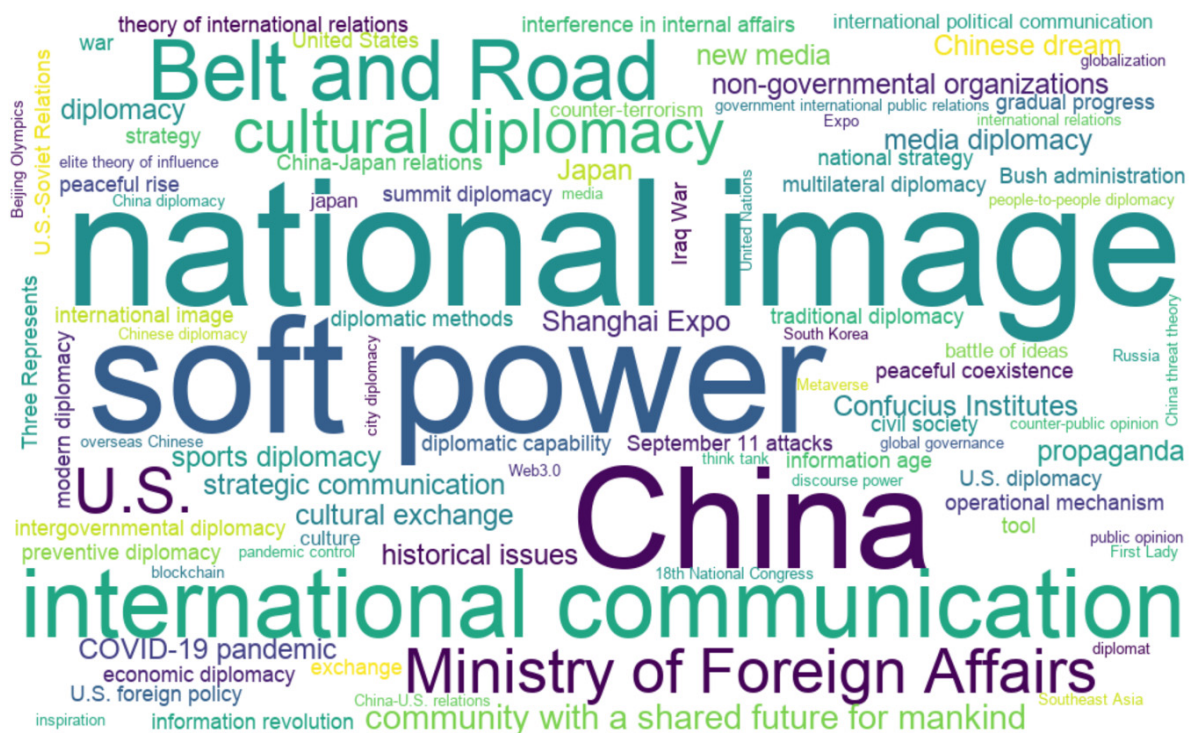 theory of international relations
interference in internal affairs
international political communication
war
United States
Chinese dream
Belt and Road
new media
globalization
non-governmental organizations
U.S.-Soviet Relations
Beijing Olympics
diplomacy
counter-terrorism
government international public relations
gradual progress
strategy
cultural diplomacy
Expo
international relations
media diplomacy
elite theory of influence
China-Japan relations
Japan
national strategy
peaceful rise
summit diplomacy
media
multilateral diplomacy
Bush administration
China diplomacy
japan
Iraq War
United Nations
people-to-people diplomacy
national image
Three Represents
international image
diplomatic methods
Shanghai Expo
traditional diplomacy
China threat theory
Chinese diplomacy
South Korea
modern diplomacy
soft power
city diplomacy
battle of ideas
Russia
peaceful coexistence
Metaverse
Confucius Institutes
civil society
counter-public opinion
overseas Chinese
diplomatic capability
September 11 attacks
global governance
sports diplomacy
Web3.0
think tank
information age
propaganda
U.S.
strategic communication
China
discourse power
U.S. diplomacy
operational mechanism
intergovernmental diplomacy
cultural exchange
tool
culture
public opinion
preventive diplomacy
pandemic control
historical issues
First Lady
blockchain
18th National Congress
international communication
COVID-19 pandemic
diplomat
economic diplomacy
exchange
Ministry of Foreign Affairs
U.S. foreign policy
China-U.S. relations
Southeast Asia
inspiration
information revolution
community with a shared future for mankind